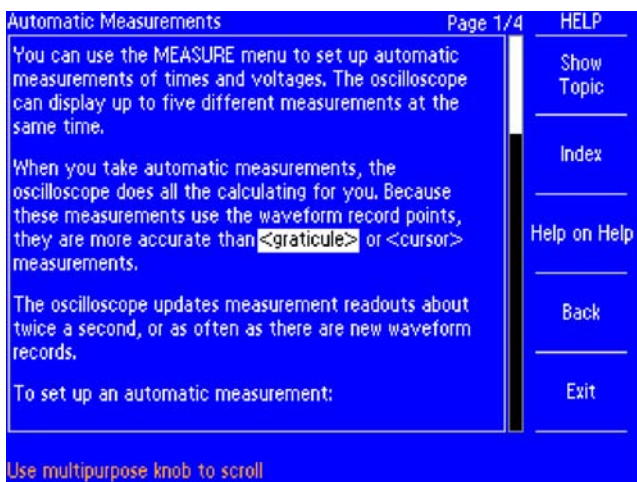 Automatic Measurements Page 1/4 HELP
You can use the MEASURE menu to set up automatic
measurements of times and voltages. The oscilloscope
can display up to five different measurements at the
same time.
When you take automatic measurements, the
oscilloscope does all the calculating for you. Because
these measurements use the waveform record points,
they are more accurate than <graticule> or <cursor>
measurements.
The oscilloscope updates measurement readouts about
twice a second, or as often as there are new waveform
records.
To set up an automatic measurement:
Show
Topic
Index
Help on Help
Back
Exit
Use multipurpose knob to scroll